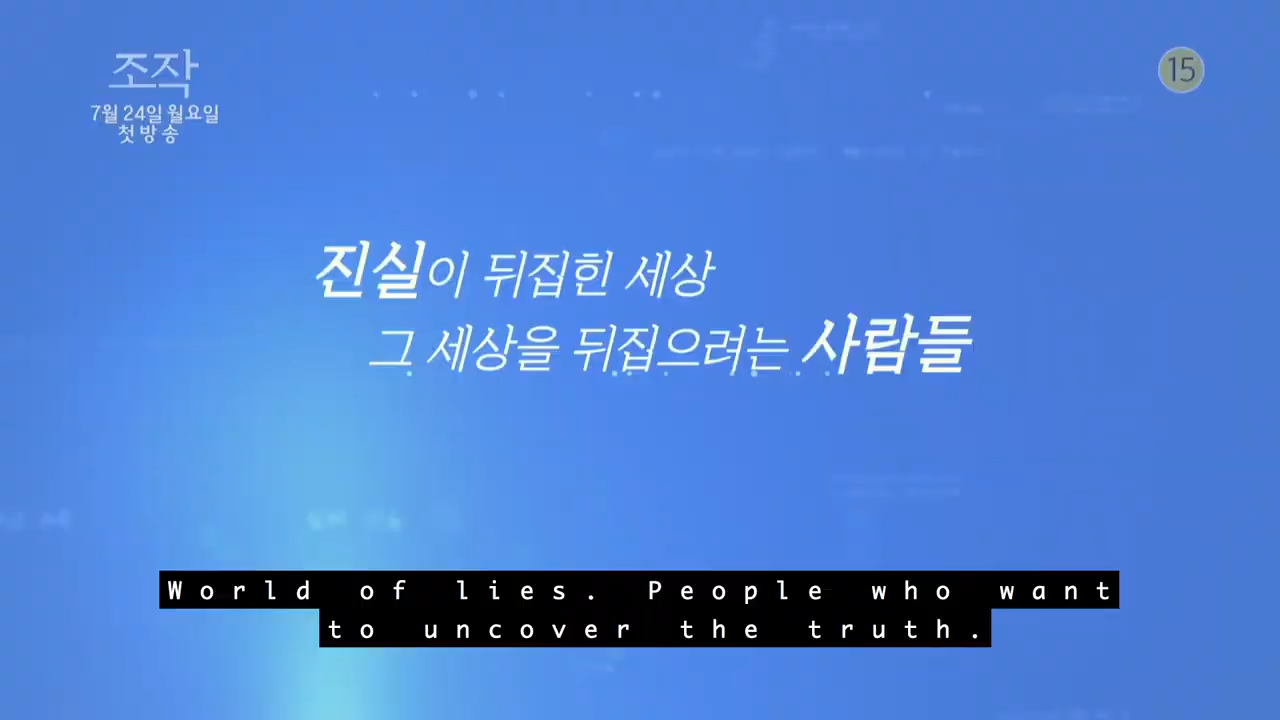 조작
7월 24일 월요일
첫방송
15
진실이 뒤집힌 세상
그 세상을 뒤집으려는 사람들
World of lies. People who want
to uncover the truth.